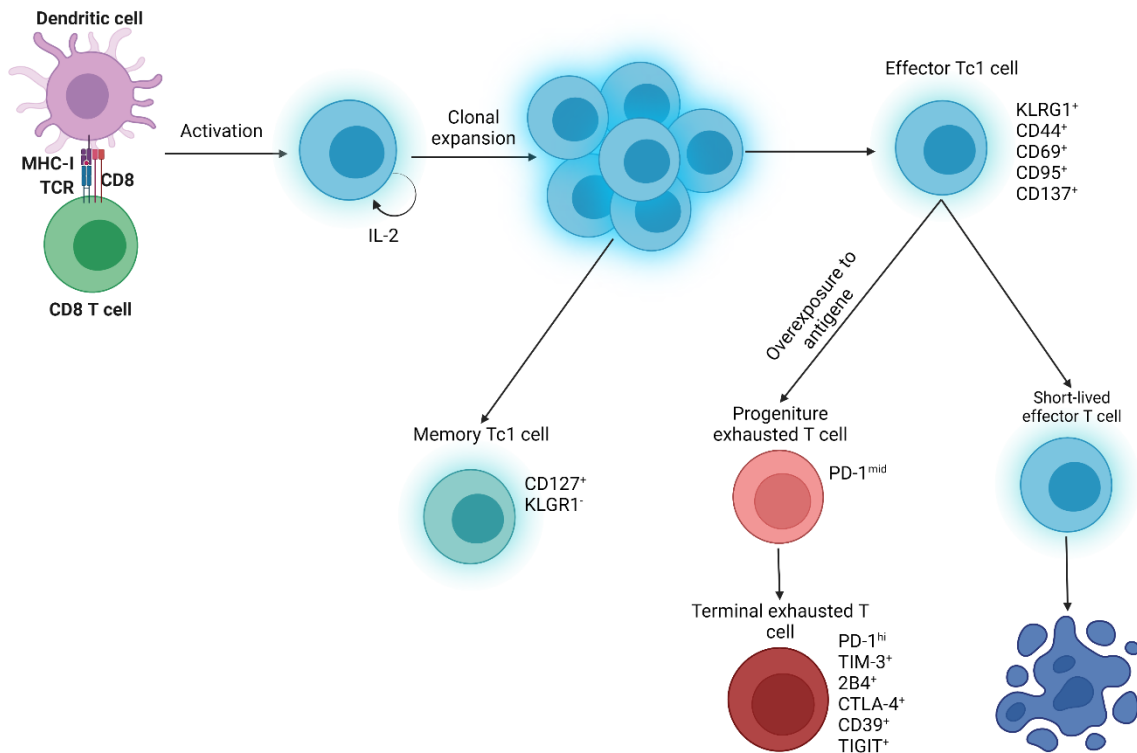 Dendritic cell
MHC-I
TCR
CD8
CD8 T cell
Activation
IL-2
Clonal
expansion
Effector Tc1 cell
KLRG1⁺
CD44⁺
CD69⁺
CD95⁺
CD137⁺
Overexposure to
antigene
Memory Tc1 cell
CD127⁺
KLGR1⁻
Progeniture
exhausted T cell
PD-1ᵐⁱᵈ
Short-lived
effector T cell
Terminal exhausted T
cell
PD-1ʰⁱ
TIM-3⁺
2B4⁺
CTLA-4⁺
CD39⁺
TIGIT⁺